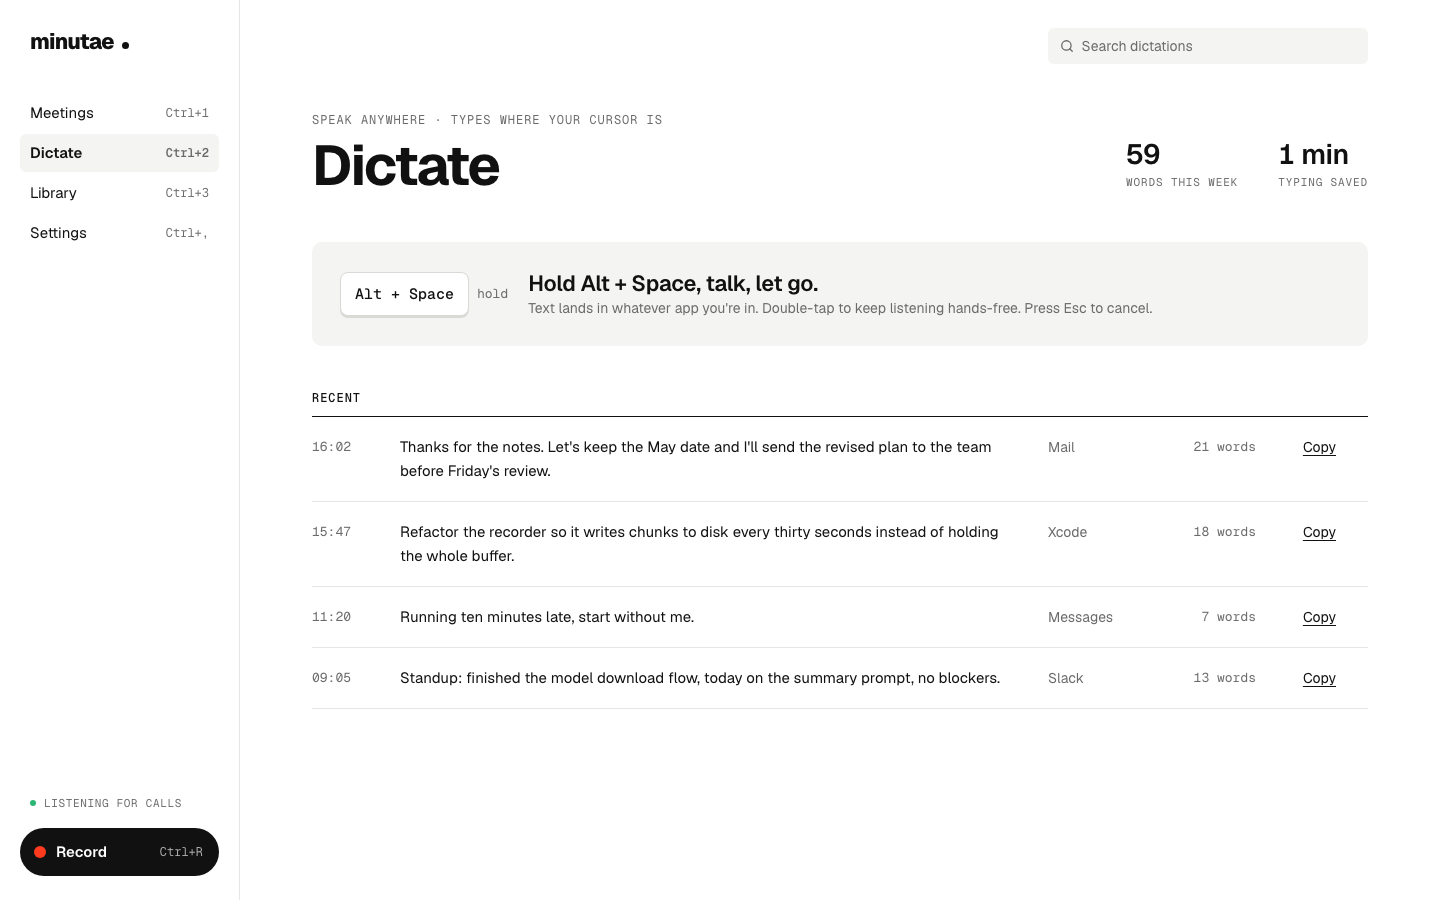 minutae
Meetings Ctrl+1
Dictate Ctrl+2
Library Ctrl+3
Settings Ctrl+,
LISTENING FOR CALLS
Record Ctrl+R
Search dictations
SPEAK ANYWHERE · TYPES WHERE YOUR CURSOR IS
Dictate
59
WORDS THIS WEEK
1 min
TYPING SAVED
Alt + Space hold
Hold Alt + Space, talk, let go.
Text lands in whatever app you're in. Double-tap to keep listening hands-free. Press Esc to cancel.
RECENT
16:02 Thanks for the notes. Let's keep the May date and I'll send the revised plan to the team Mail 21 words Copy
before Friday's review.
15:47 Refactor the recorder so it writes chunks to disk every thirty seconds instead of holding Xcode 18 words Copy
the whole buffer.
11:20 Running ten minutes late, start without me. Messages 7 words Copy
09:05 Standup: finished the model download flow, today on the summary prompt, no blockers. Slack 13 words Copy